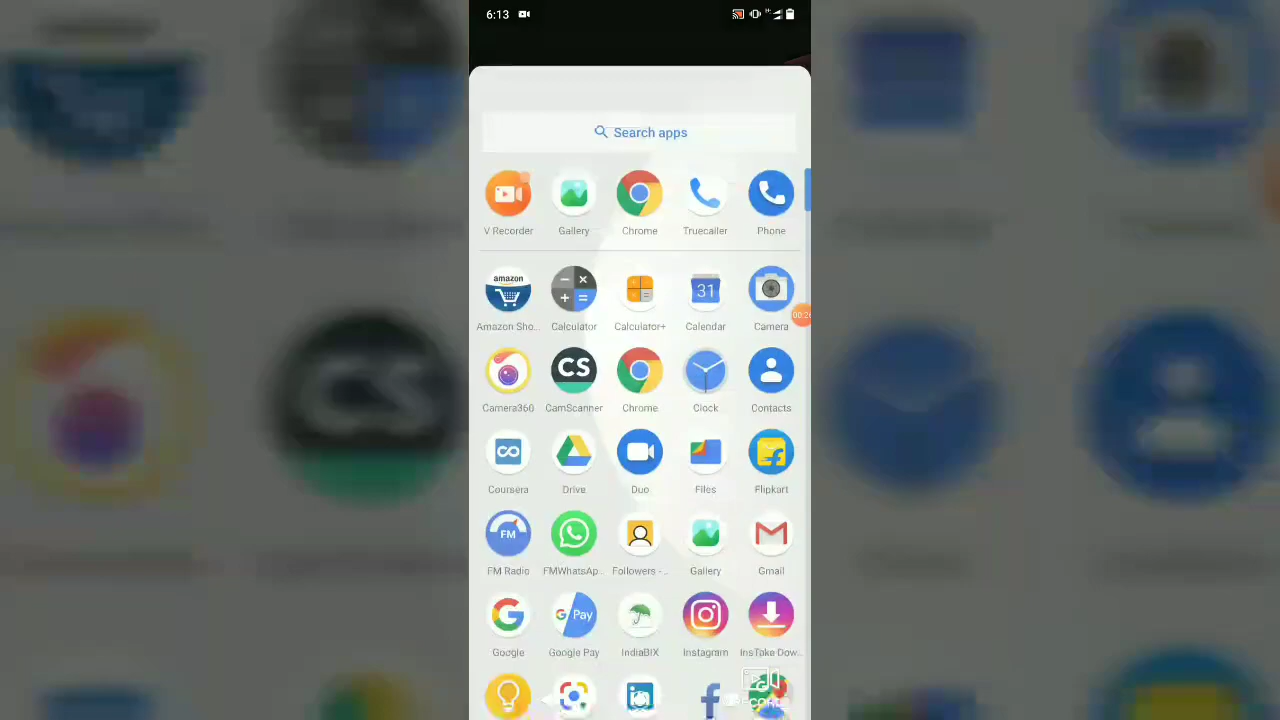 6:13
Search apps
V Recorder Gallery Chrome Truecaller Phone
amazon
31
Amazon Sho... Calculator Calculator+ Calendar Camera
00:26
CS
Camera360 CamScanner Chrome Clock Contacts
Coursera Drive Duo Files Flipkart
FM
FM Radio FMWhatsAp.. Followers - .. Gallery Gmail
G Pay
Google Google Pay IndiaBIX Instagram InsTake Dow..